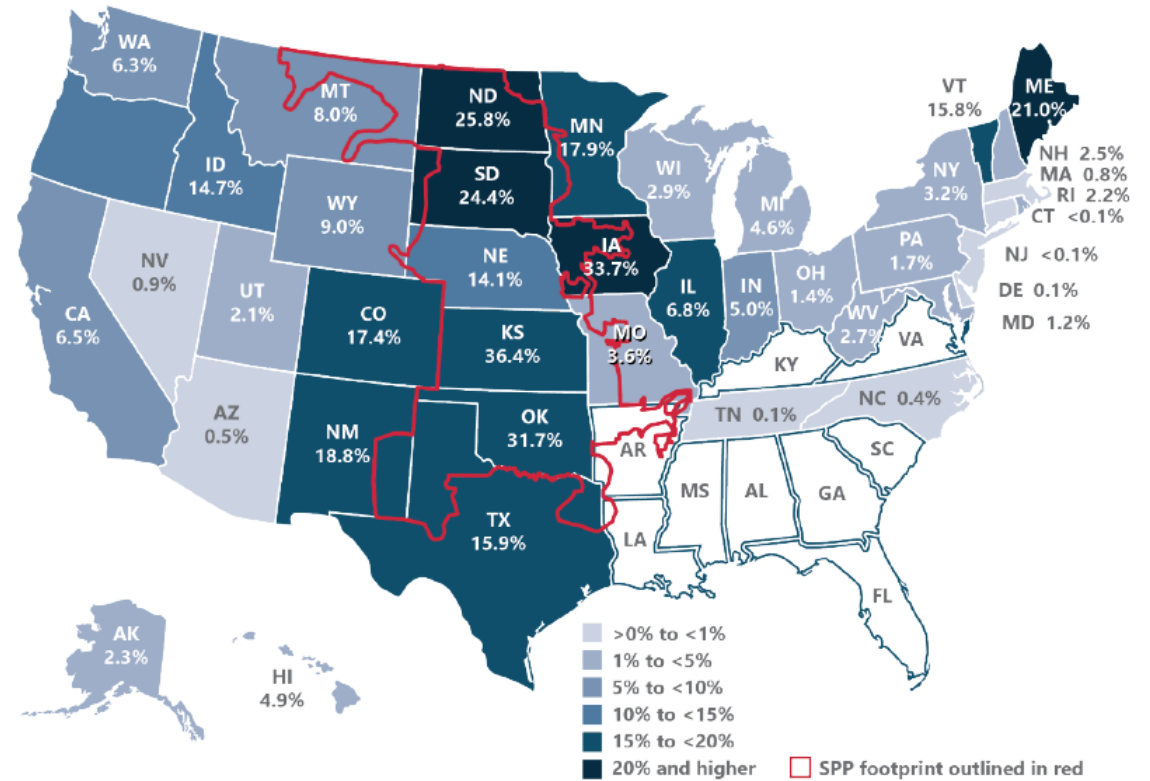 WA
6.3%
MT
8.0%
ND
25.8%
MN
17.9%
VT
15.8%
ME
21.0%
ID
14.7%
SD
24.4%
WI
2.9%
NY
3.2%
NH 2.5%
MA 0.8%
RI 2.2%
CT <0.1%
WY
9.0%
MI
4.6%
NV
0.9%
UT
2.1%
NE
14.1%
IA
33.7%
PA
1.7%
NJ <0.1%
DE 0.1%
MD 1.2%
CA
6.5%
CO
17.4%
KS
36.4%
MO
3.6%
IL
6.8%
IN
5.0%
OH
1.4%
WV
2.7%
VA
KY
AZ
0.5%
NM
18.8%
OK
31.7%
AR
TN 0.1%
NC 0.4%
SC
TX
15.9%
LA
MS
AL
GA
FL
AK
2.3%
HI
4.9%
>0% to <1%
1% to <5%
5% to <10%
10% to <15%
15% to <20%
20% and higher
SPP footprint outlined in red